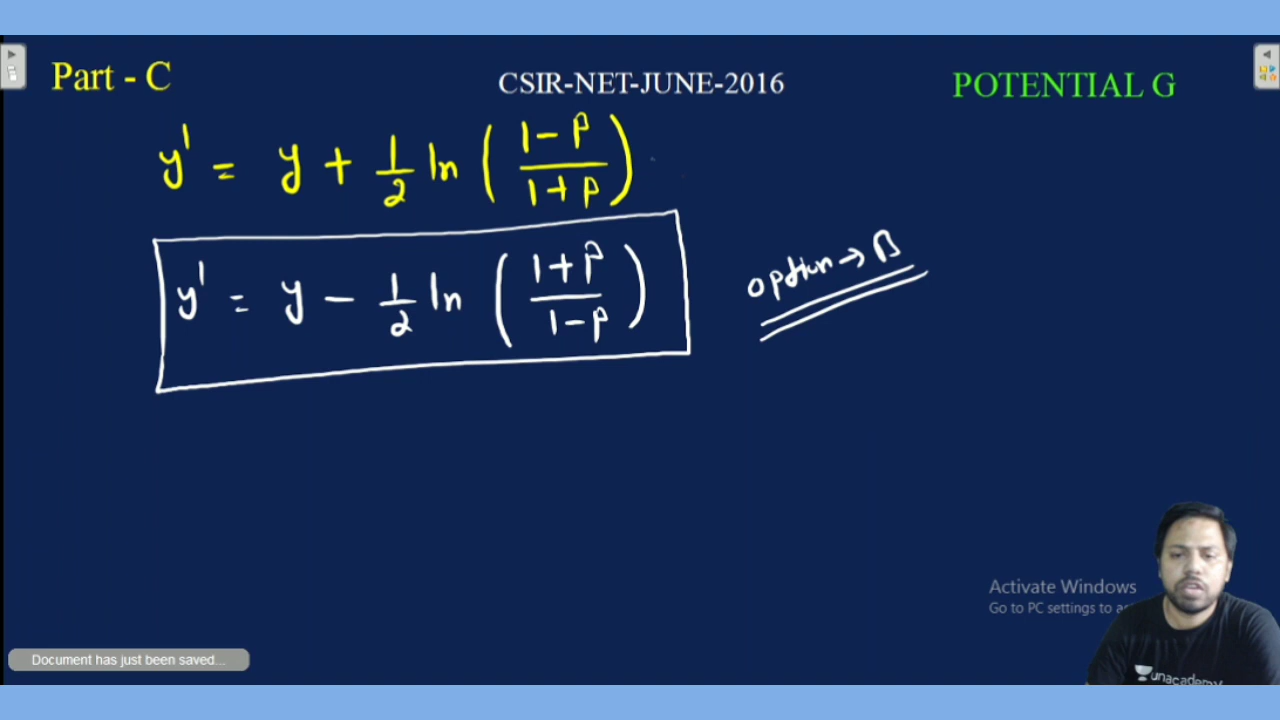 Part - C
CSIR-NET-JUNE-2016
POTENTIAL G
y' = y + 1/2 ln ( (1-β)/(1+β) )
y' = y - 1/2 ln ( (1+β)/(1-β) )
option → B
Activate Windows
Go to PC settings to a
Document has just been saved...
unacademy